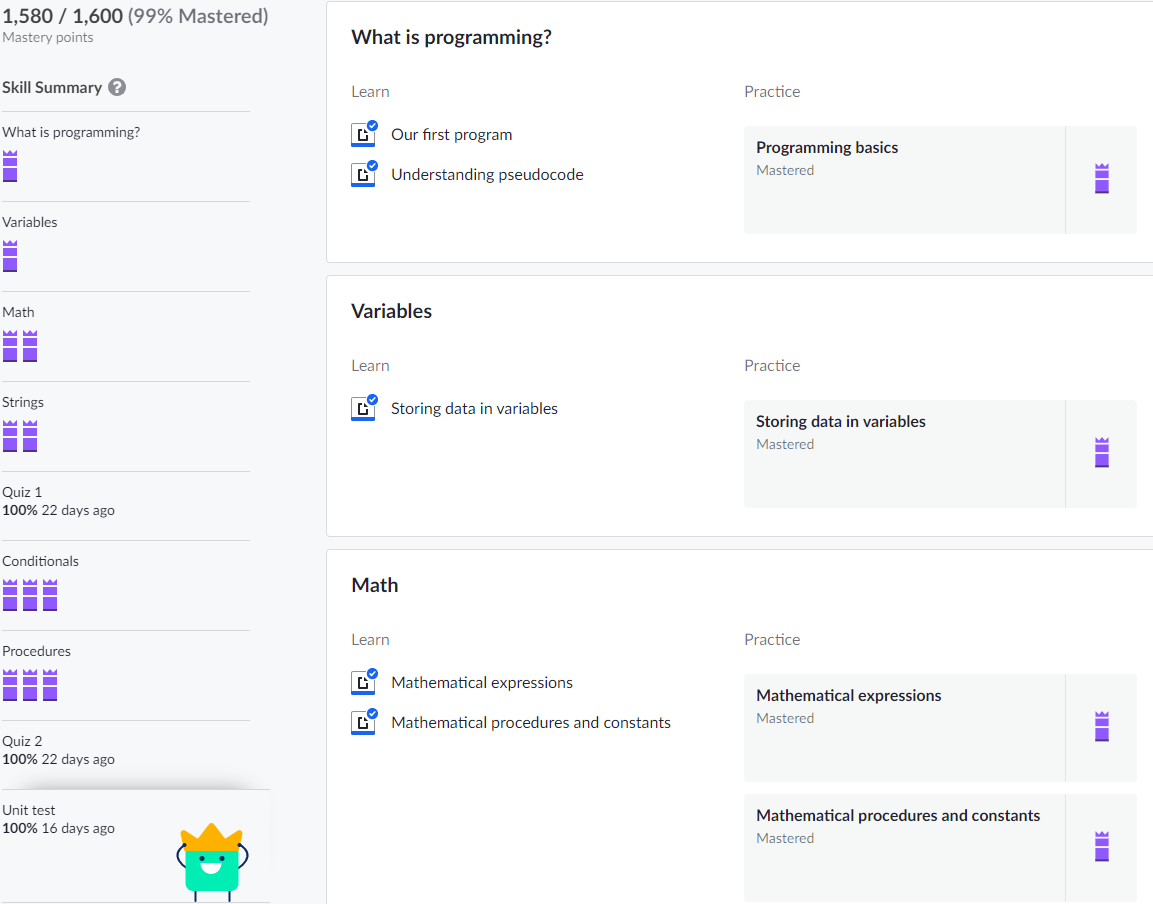 1,580 / 1,600 (99% Mastered)
Mastery points
Skill Summary ?
What is programming?
Variables
Math
Strings
Quiz 1
100% 22 days ago
Conditionals
Procedures
Quiz 2
100% 22 days ago
Unit test
100% 16 days ago
What is programming?
Learn
Our first program
Understanding pseudocode
Practice
Programming basics
Mastered
Variables
Learn
Storing data in variables
Practice
Storing data in variables
Mastered
Math
Learn
Mathematical expressions
Mathematical procedures and constants
Practice
Mathematical expressions
Mastered
Mathematical procedures and constants
Mastered